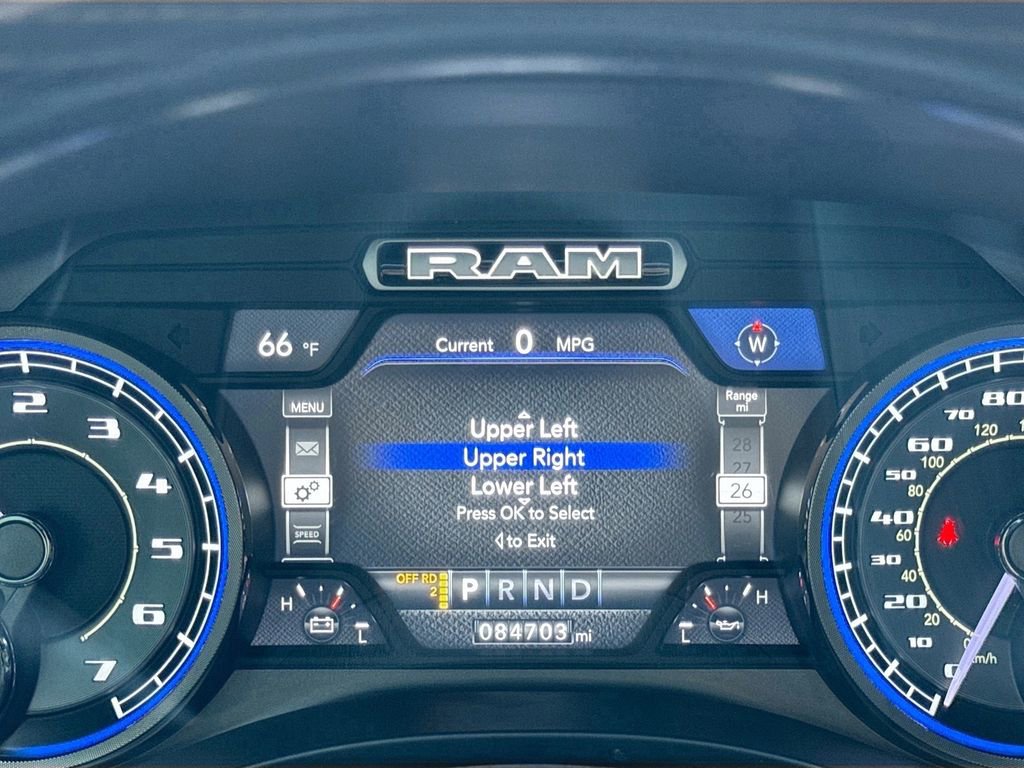 RAM
66 °F
Current 0 MPG
W
MENU
Range
mi
Upper Left
Upper Right
Lower Left
Press OK to Select
to Exit
28
27
26
25
SPEED
OFF RD
2
P R N D
H
L
084703 mi
L
H
2
3
4
5
6
7
80
70
60
50
40
30
20
10
0
120
100
80
60
40
20
0
km/h